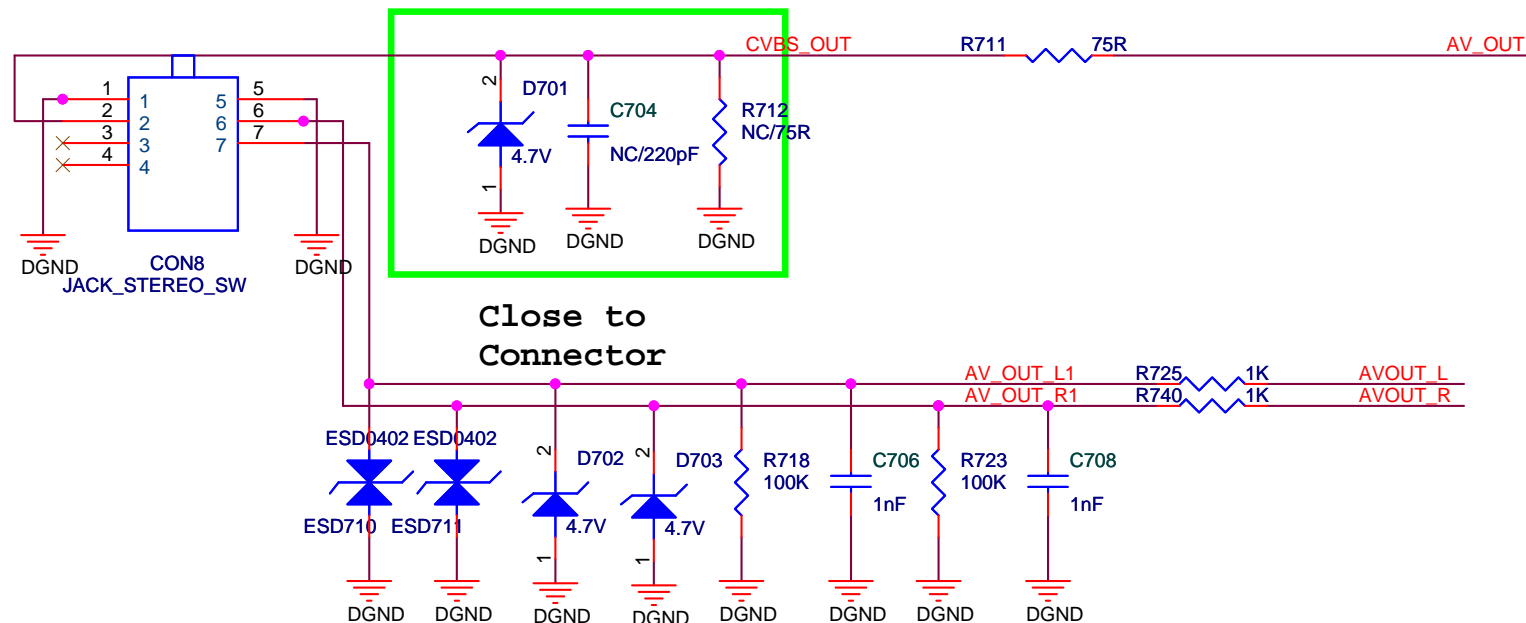 CVBS_OUT
R711
75R
AV_OUT
1
2
3
4
1
2
3
4
5
6
7
5
6
7
DGND
DGND
CON8
JACK_STEREO_SW
2
D701
4.7V
1
DGND
C704
NC/220pF
DGND
R712
NC/75R
DGND
Close to
Connector
AV_OUT_L1
R725
1K
AVOUT_L
AV_OUT_R1
R740
1K
AVOUT_R
ESD0402
ESD0402
ESD710
ESD711
DGND
DGND
2
D702
4.7V
1
DGND
2
D703
4.7V
1
DGND
R718
100K
DGND
C706
1nF
DGND
R723
100K
DGND
C708
1nF
DGND